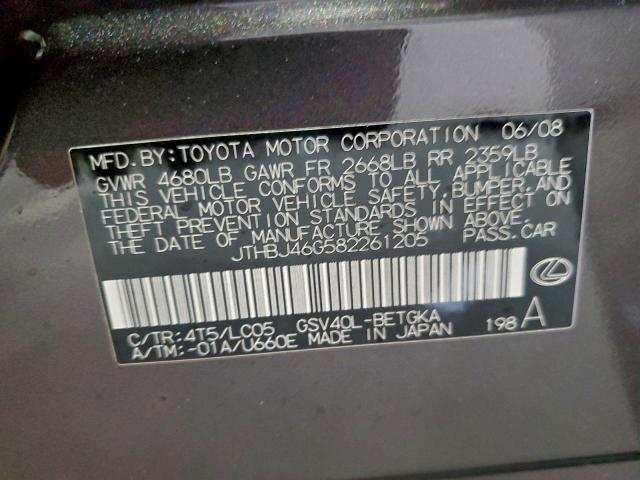 MFD. BY: TOYOTA MOTOR CORPORATION 06/08
GVWR 4680LB GAWR FR 2668LB RR 2359LB
THIS VEHICLE CONFORMS TO ALL APPLICABLE
FEDERAL MOTOR VEHICLE SAFETY, BUMPER, AND
THEFT PREVENTION STANDARDS IN EFFECT ON
THE DATE OF MANUFACTURE SHOWN ABOVE.
JTHBJ46G582261205 PASS. CAR
C/TR: 4T5/LC05 GSV40L-BETGKA
A/TM: -01A/U660E MADE IN JAPAN 198 A